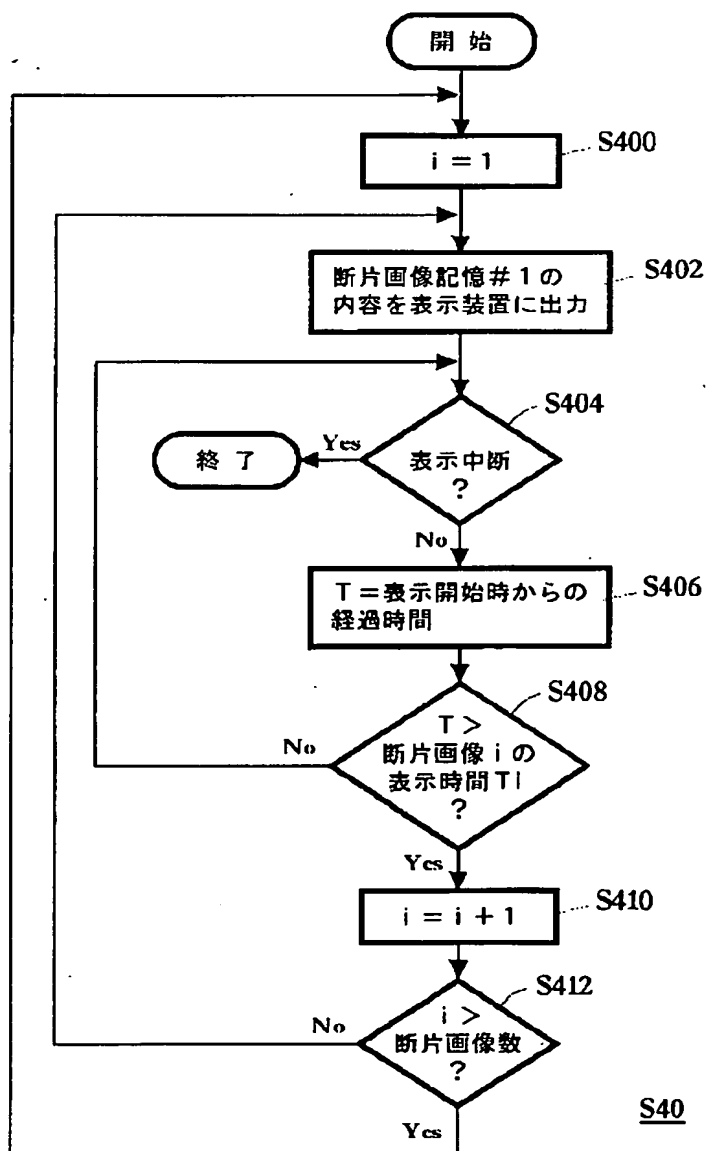 開始
i = 1
S400
断片画像記憶#1の
内容を表示装置に出力
S402
S404
表示中断
?
Yes
終了
No
T=表示開始時からの
経過時間
S406
S408
T>
断片画像iの
表示時間Ti
?
No
Yes
i = i + 1
S410
S412
i >
断片画像数
?
No
Yes
S40